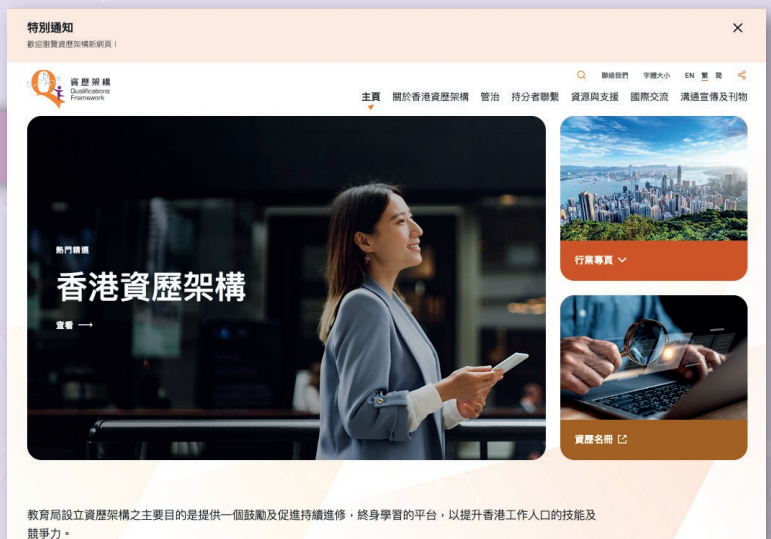 特別通知
歡迎瀏覽資歷架構新網頁！
資歷架構
Qualifications
Framework
聯絡我們 字體大小 EN 繁 简
主頁 關於香港資歷架構 管治 持分者聯繫 資源與支援 國際交流 溝通宣傳及刊物
熱門精選
香港資歷架構
查看 →
行業專頁
資歷名冊
教育局設立資歷架構之主要目的是提供一個鼓勵及促進持續進修，終身學習的平台，以提升香港工作人口的技能及
競爭力。